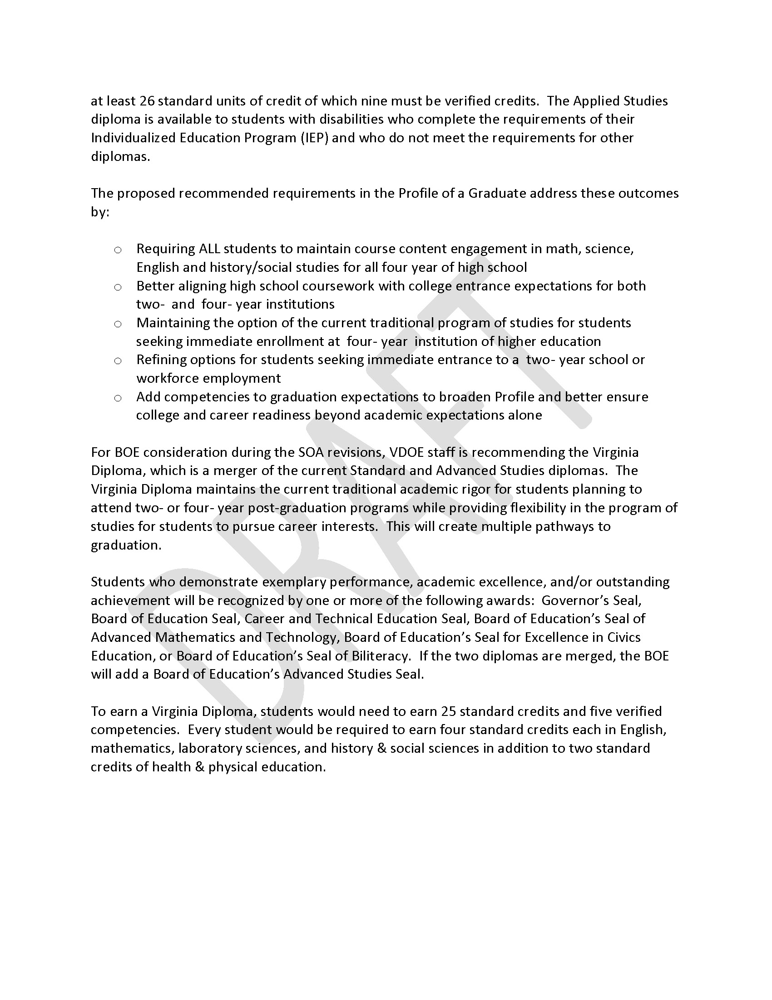 at least 26 standard units of credit of which nine must be verified credits.  The Applied Studies
diploma is available to students with disabilities who complete the requirements of their
Individualized Education Program (IEP) and who do not meet the requirements for other
diplomas.
The proposed recommended requirements in the Profile of a Graduate address these outcomes
by:
o Requiring ALL students to maintain course content engagement in math, science,
English and history/social studies for all four year of high school
o Better aligning high school coursework with college entrance expectations for both
two-  and  four- year institutions
o Maintaining the option of the current traditional program of studies for students
seeking immediate enrollment at  four- year  institution of higher education
o Refining options for students seeking immediate entrance to a  two- year school or
workforce employment
o Add competencies to graduation expectations to broaden Profile and better ensure
college and career readiness beyond academic expectations alone
For BOE consideration during the SOA revisions, VDOE staff is recommending the Virginia
Diploma, which is a merger of the current Standard and Advanced Studies diplomas.  The
Virginia Diploma maintains the current traditional academic rigor for students planning to
attend two- or four- year post-graduation programs while providing flexibility in the program of
studies for students to pursue career interests.  This will create multiple pathways to
graduation.
Students who demonstrate exemplary performance, academic excellence, and/or outstanding
achievement will be recognized by one or more of the following awards:  Governor’s Seal,
Board of Education Seal, Career and Technical Education Seal, Board of Education’s Seal of
Advanced Mathematics and Technology, Board of Education’s Seal for Excellence in Civics
Education, or Board of Education’s Seal of Biliteracy.  If the two diplomas are merged, the BOE
will add a Board of Education’s Advanced Studies Seal.
To earn a Virginia Diploma, students would need to earn 25 standard credits and five verified
competencies.  Every student would be required to earn four standard credits each in English,
mathematics, laboratory sciences, and history & social sciences in addition to two standard
credits of health & physical education.
DRAFT